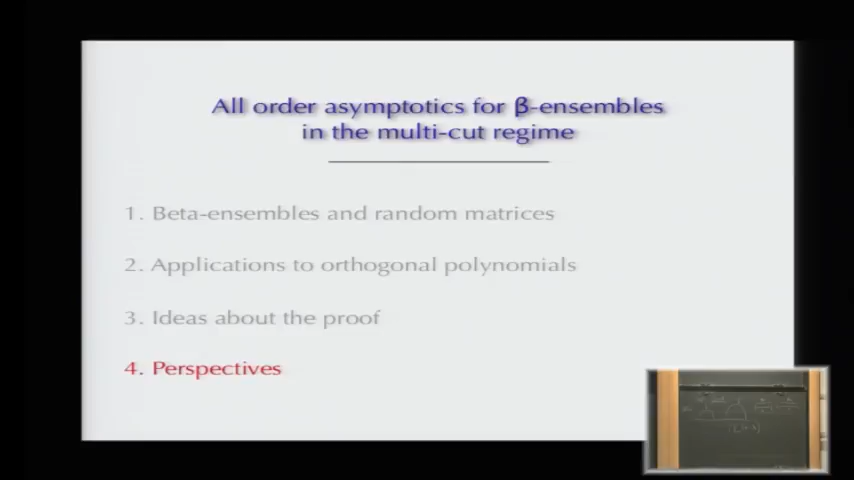 All order asymptotics for β-ensembles
in the multi-cut regime
1. Beta-ensembles and random matrices
2. Applications to orthogonal polynomials
3. Ideas about the proof
4. Perspectives